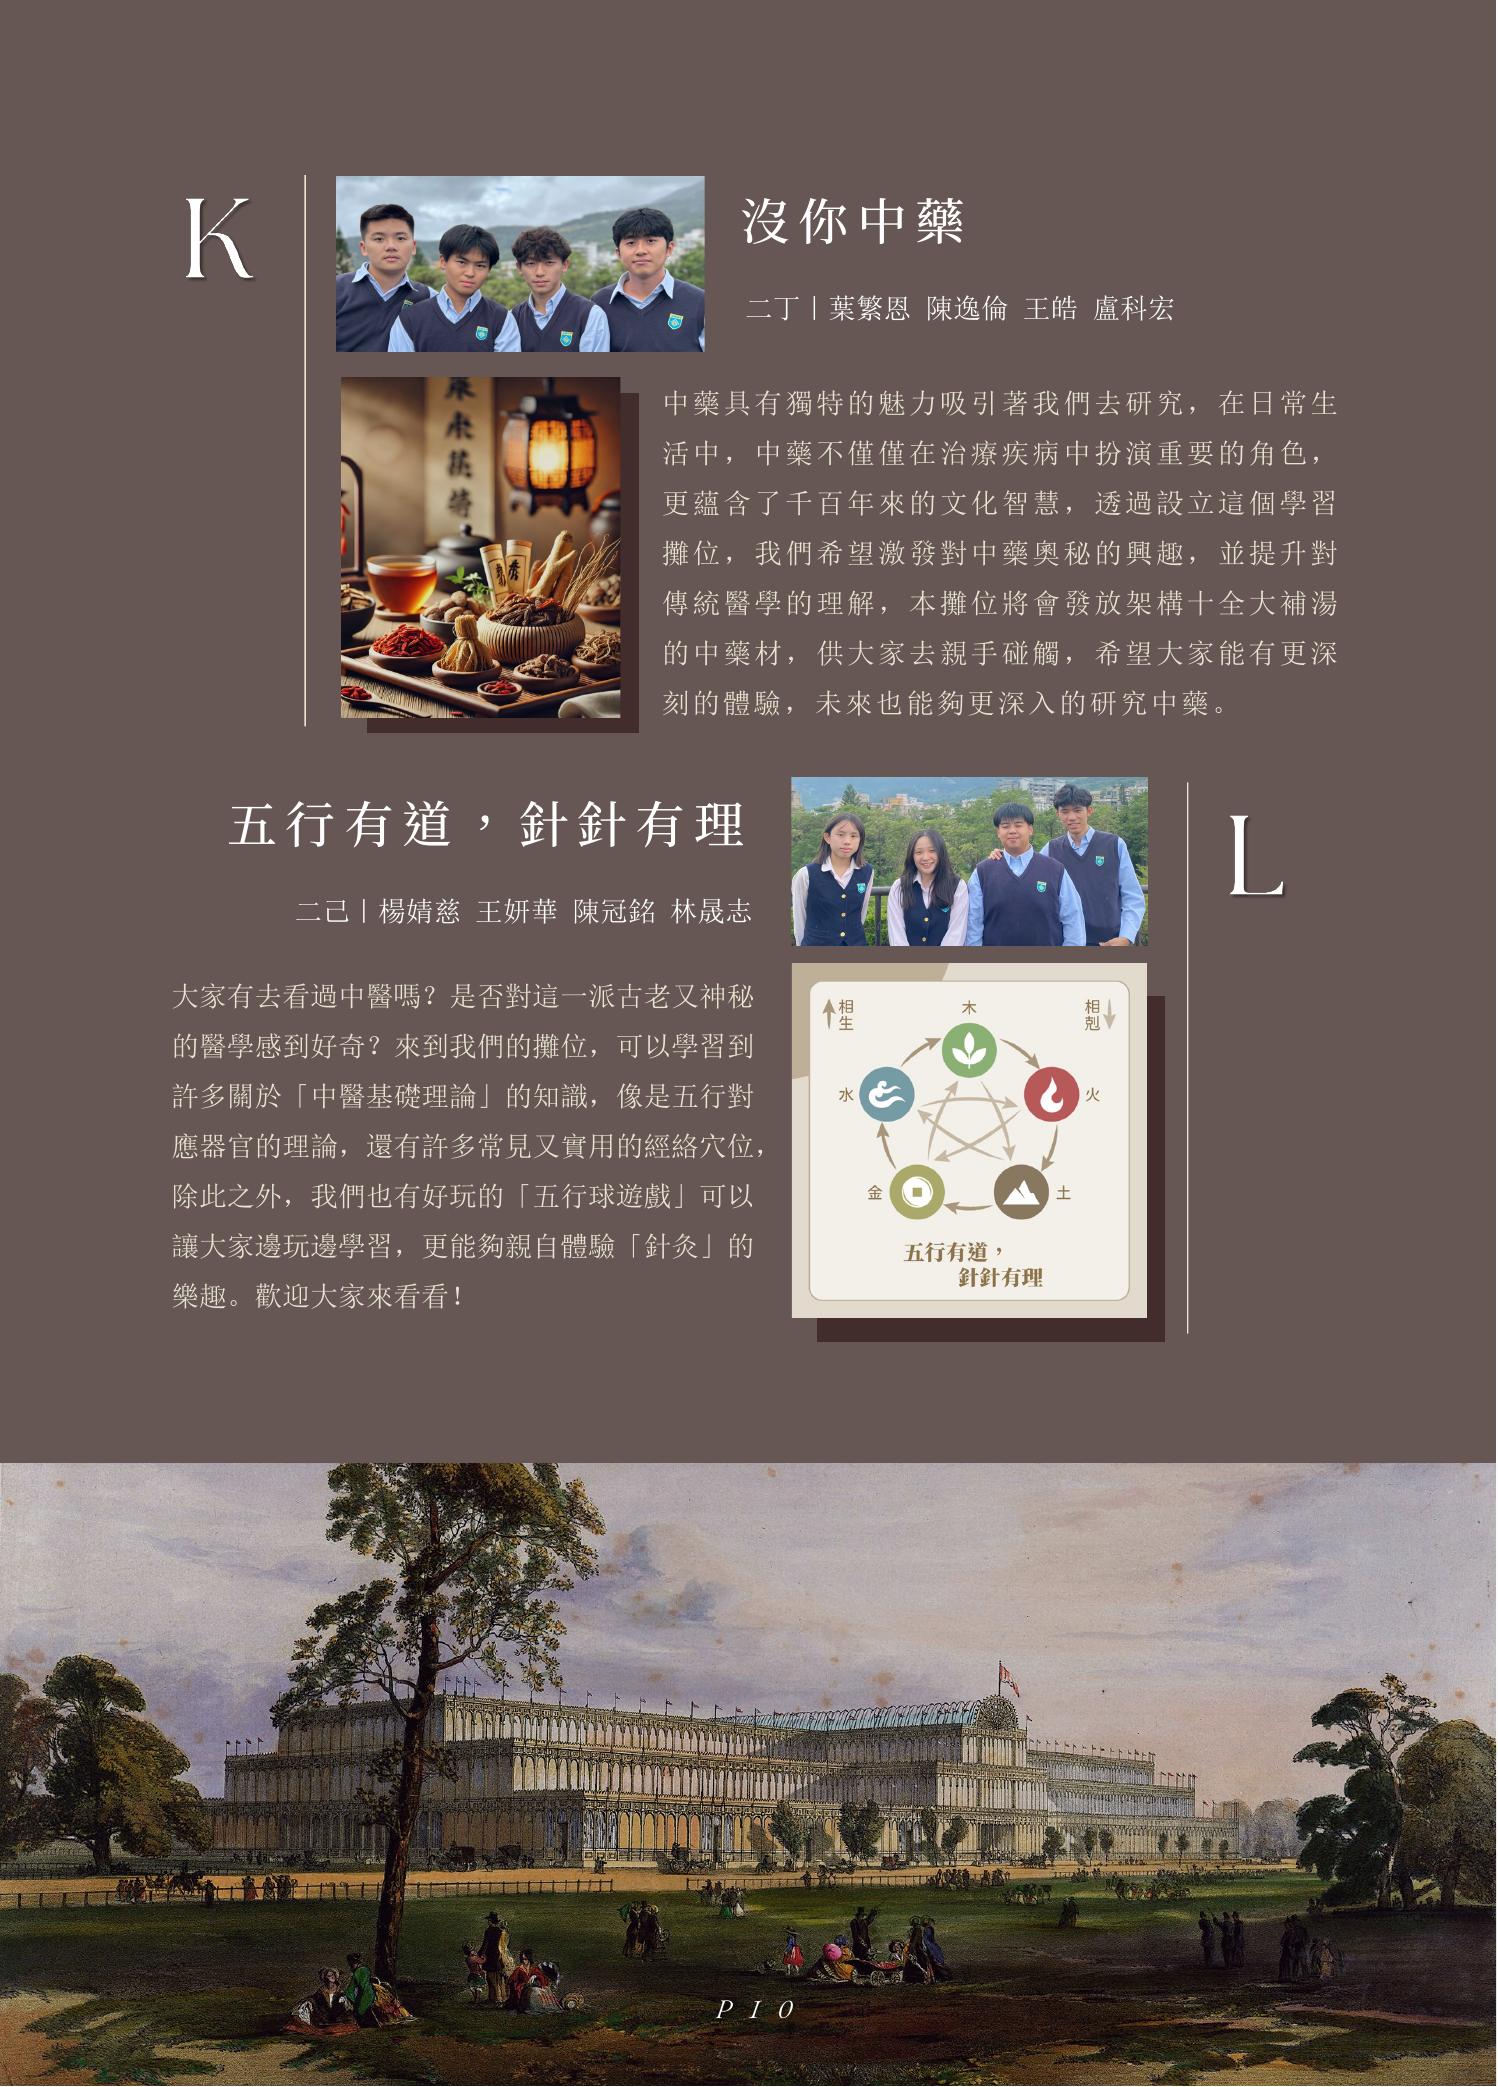 K
沒你中藥
二丁｜葉繁恩 陳逸倫 王皓 盧科宏
中藥具有獨特的魅力吸引著我們去研究，在日常生
活中，中藥不僅僅在治療疾病中扮演重要的角色，
更蘊含了千百年來的文化智慧，透過設立這個學習
攤位，我們希望激發對中藥奧秘的興趣，並提升對
傳統醫學的理解，本攤位將會發放架構十全大補湯
的中藥材，供大家去親手碰觸，希望大家能有更深
刻的體驗，未來也能夠更深入的研究中藥。
五行有道，針針有理
二己｜楊婧慈 王妍華 陳冠銘 林晟志
L
大家有去看過中醫嗎？是否對這一派古老又神秘
的醫學感到好奇？來到我們的攤位，可以學習到
許多關於「中醫基礎理論」的知識，像是五行對
應器官的理論，還有許多常見又實用的經絡穴位，
除此之外，我們也有好玩的「五行球遊戲」可以
讓大家邊玩邊學習，更能夠親自體驗「針灸」的
樂趣。歡迎大家來看看！
相生
木
相剋
水
火
金
土
五行有道，
針針有理
P I O